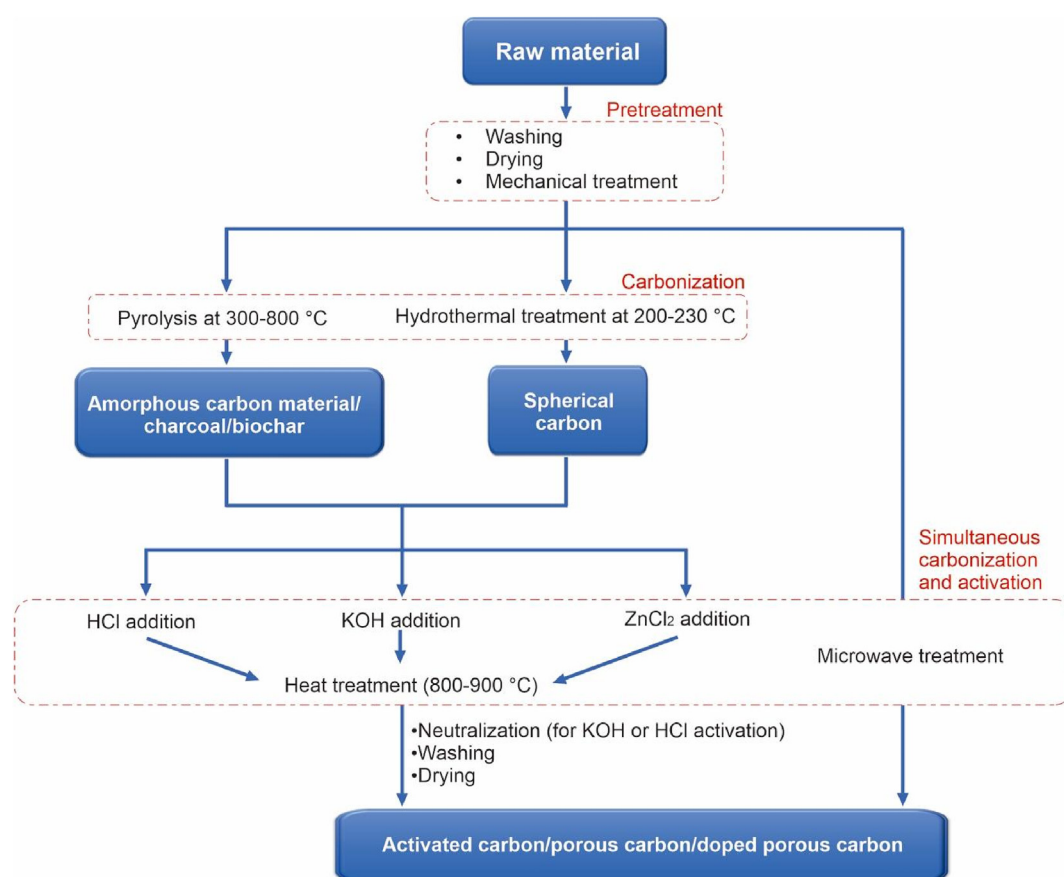 Raw material
Pretreatment
• Washing
• Drying
• Mechanical treatment
Carbonization
Pyrolysis at 300-800 °C
Hydrothermal treatment at 200-230 °C
Amorphous carbon material/
charcoal/biochar
Spherical
carbon
Simultaneous
carbonization
and activation
HCl addition
KOH addition
ZnCl₂ addition
Microwave treatment
Heat treatment (800-900 °C)
•Neutralization (for KOH or HCl activation)
•Washing
•Drying
Activated carbon/porous carbon/doped porous carbon